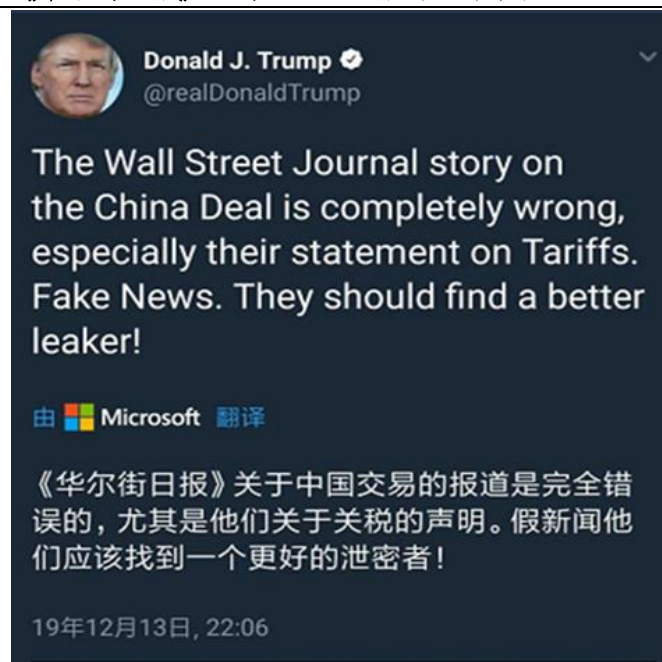 Donald J. Trump
@realDonaldTrump
The Wall Street Journal story on
the China Deal is completely wrong,
especially their statement on Tariffs.
Fake News. They should find a better
leaker!
由 Microsoft 翻译
《华尔街日报》关于中国交易的报道是完全错
误的，尤其是他们关于关税的声明。假新闻他
们应该找到一个更好的泄密者！
19年12月13日, 22:06